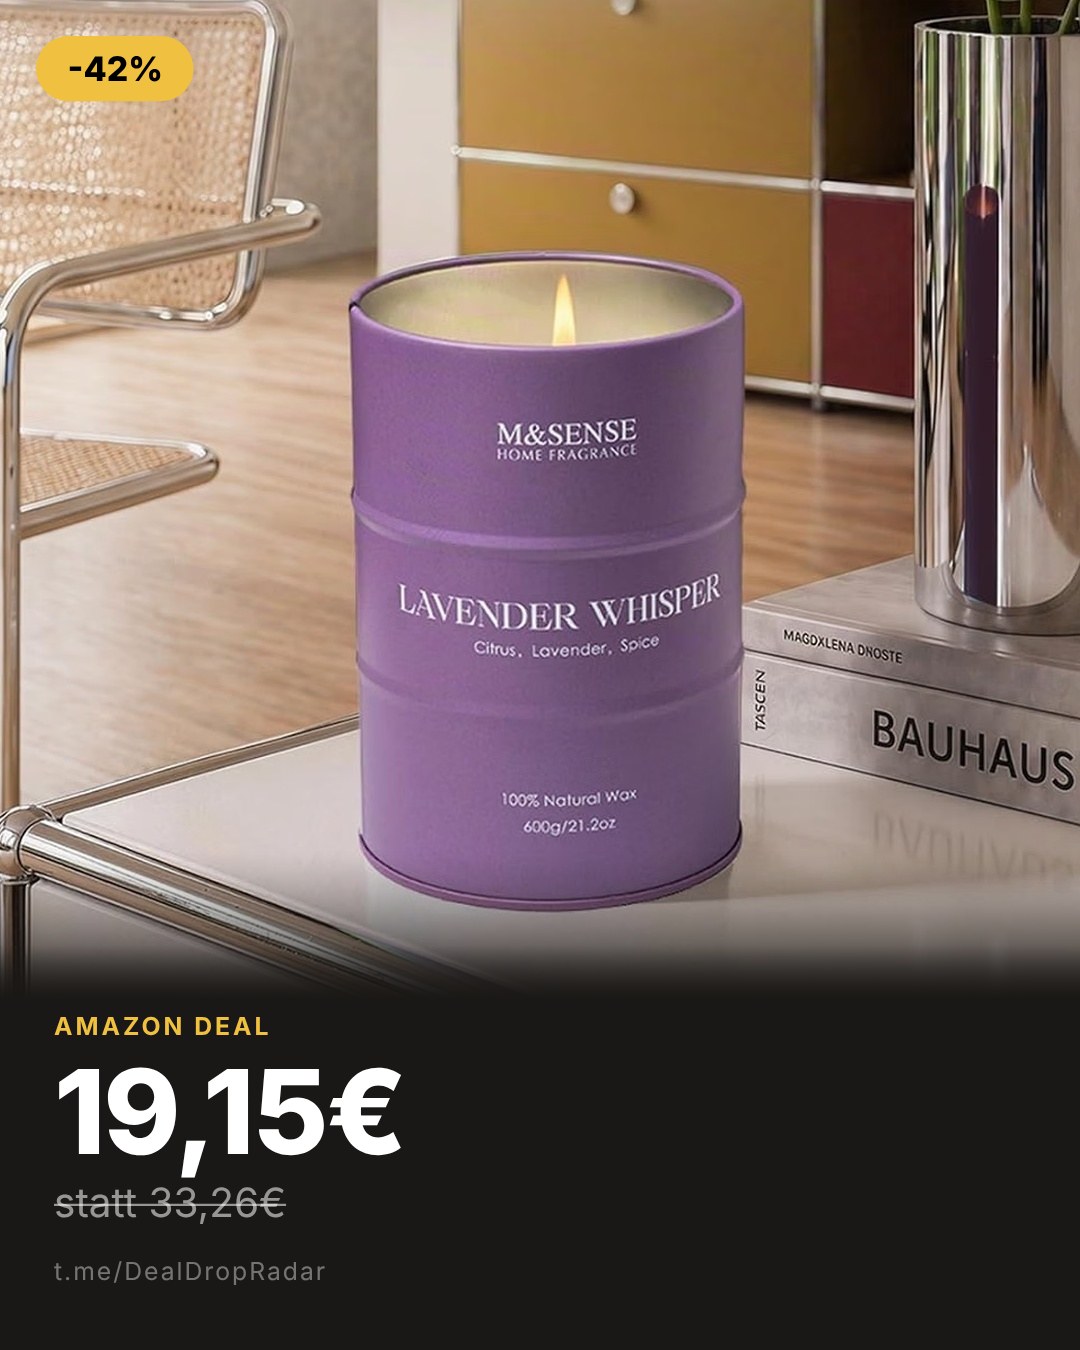 -42%
M&SENSE
HOME FRAGRANCE
LAVENDER WHISPER
Citrus, Lavender, Spice
100% Natural Wax
600g/21.2oz
MAGDXLENA DROSTE
TASCEN
BAUHAUS
AMAZON DEAL
19,15€
statt 33,26€
t.me/DealDropRadar